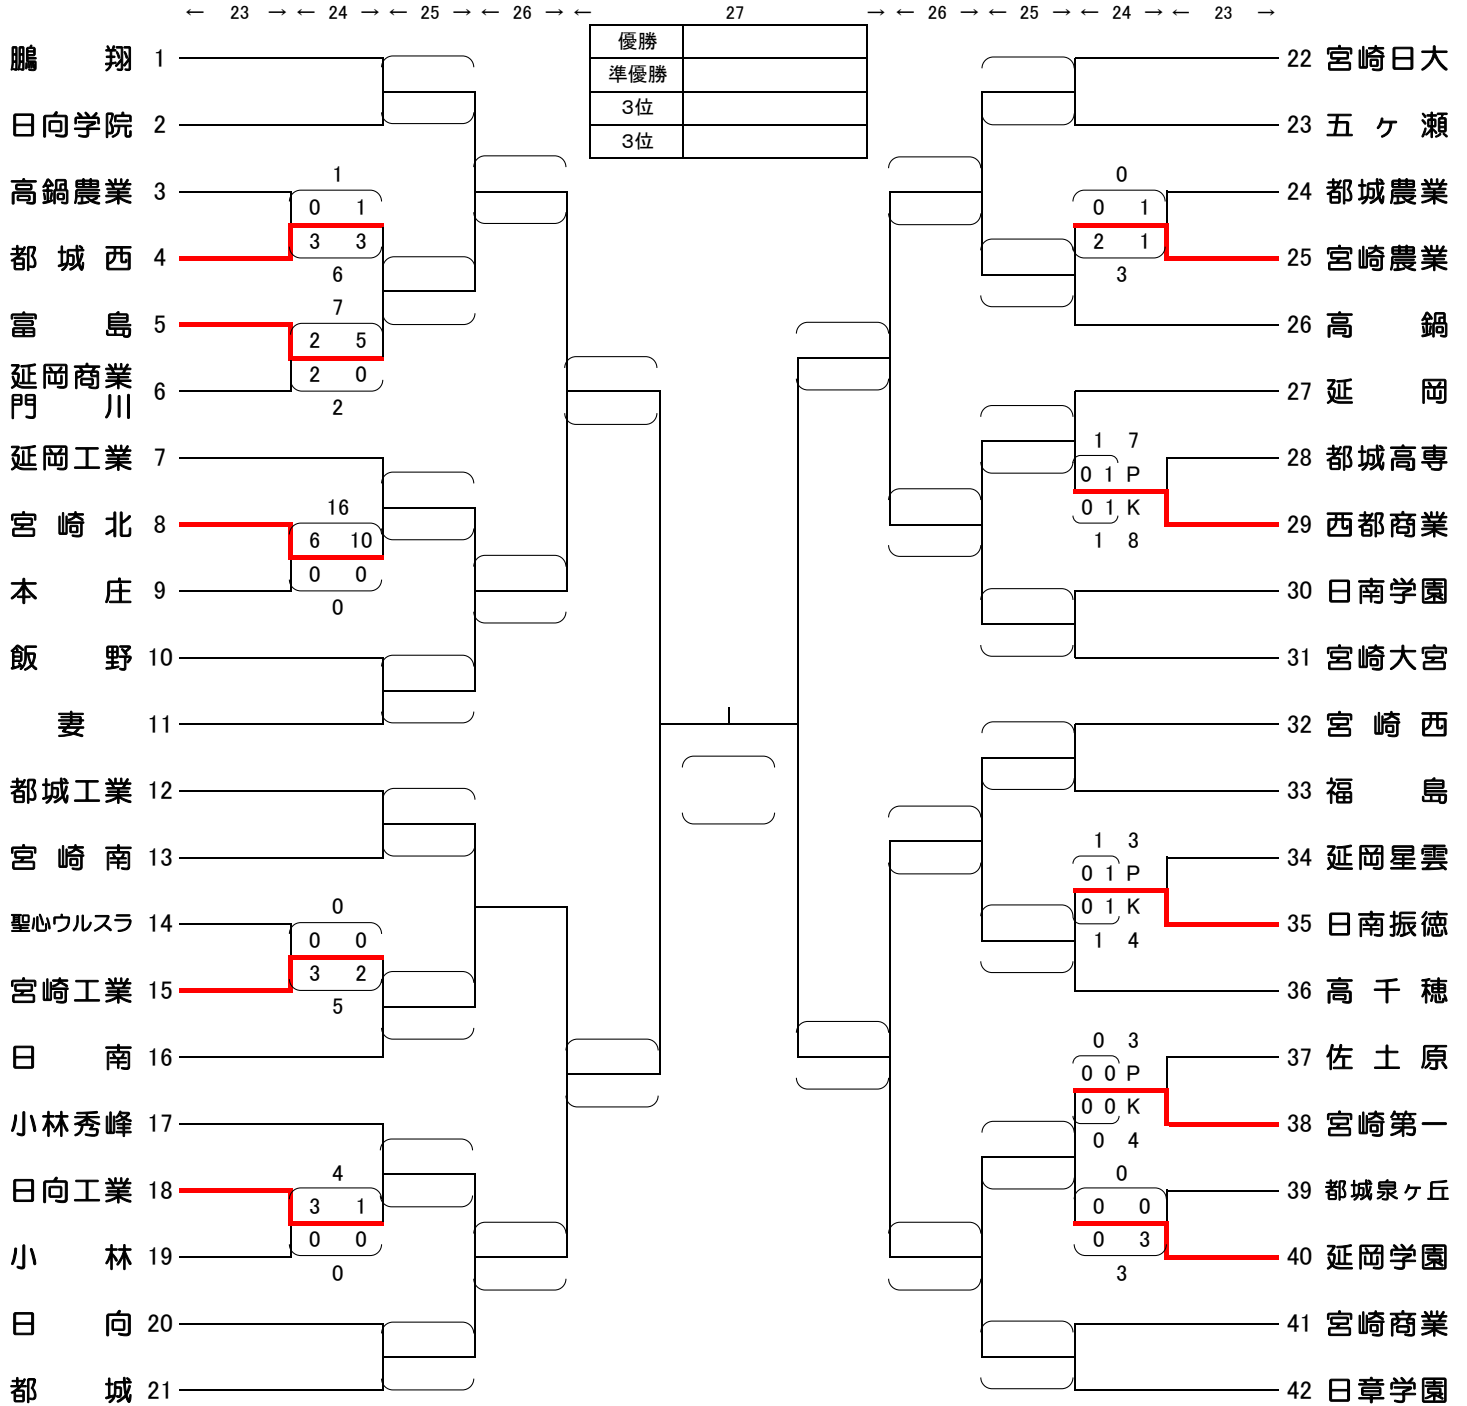 ← 23 → ← 24 → ← 25 → ← 26 → ← 27 → ← 26 → ← 25 → ← 24 → ← 23 →
優勝
準優勝
3位
3位
鵬翔 1
日向学院 2
高鍋農業 3
1
0 1
3 3
都城西 4
6
富島 5
7
2 5
2 0
延岡商業
門川 6
2
延岡工業 7
宮崎北 8
16
6 10
0 0
本庄 9
0
飯野 10
妻 11
都城工業 12
宮崎南 13
聖心ウルスラ 14
0
0 0
3 2
宮崎工業 15
5
日南 16
小林秀峰 17
日向工業 18
4
3 1
0 0
小林 19
0
日向 20
都城 21
22 宮崎日大
23 五ヶ瀬
0
24 都城農業
0 1
2 1
25 宮崎農業
3
26 高鍋
27 延岡
1 7
28 都城高専
0 1 P
0 1 K
29 西都商業
1 8
30 日南学園
31 宮崎大宮
32 宮崎西
33 福島
1 3
34 延岡星雲
0 1 P
0 1 K
35 日南振徳
1 4
36 高千穂
0 3
37 佐土原
0 0 P
0 0 K
38 宮崎第一
0 4
0
39 都城泉ヶ丘
0 0
0 3
40 延岡学園
3
41 宮崎商業
42 日章学園